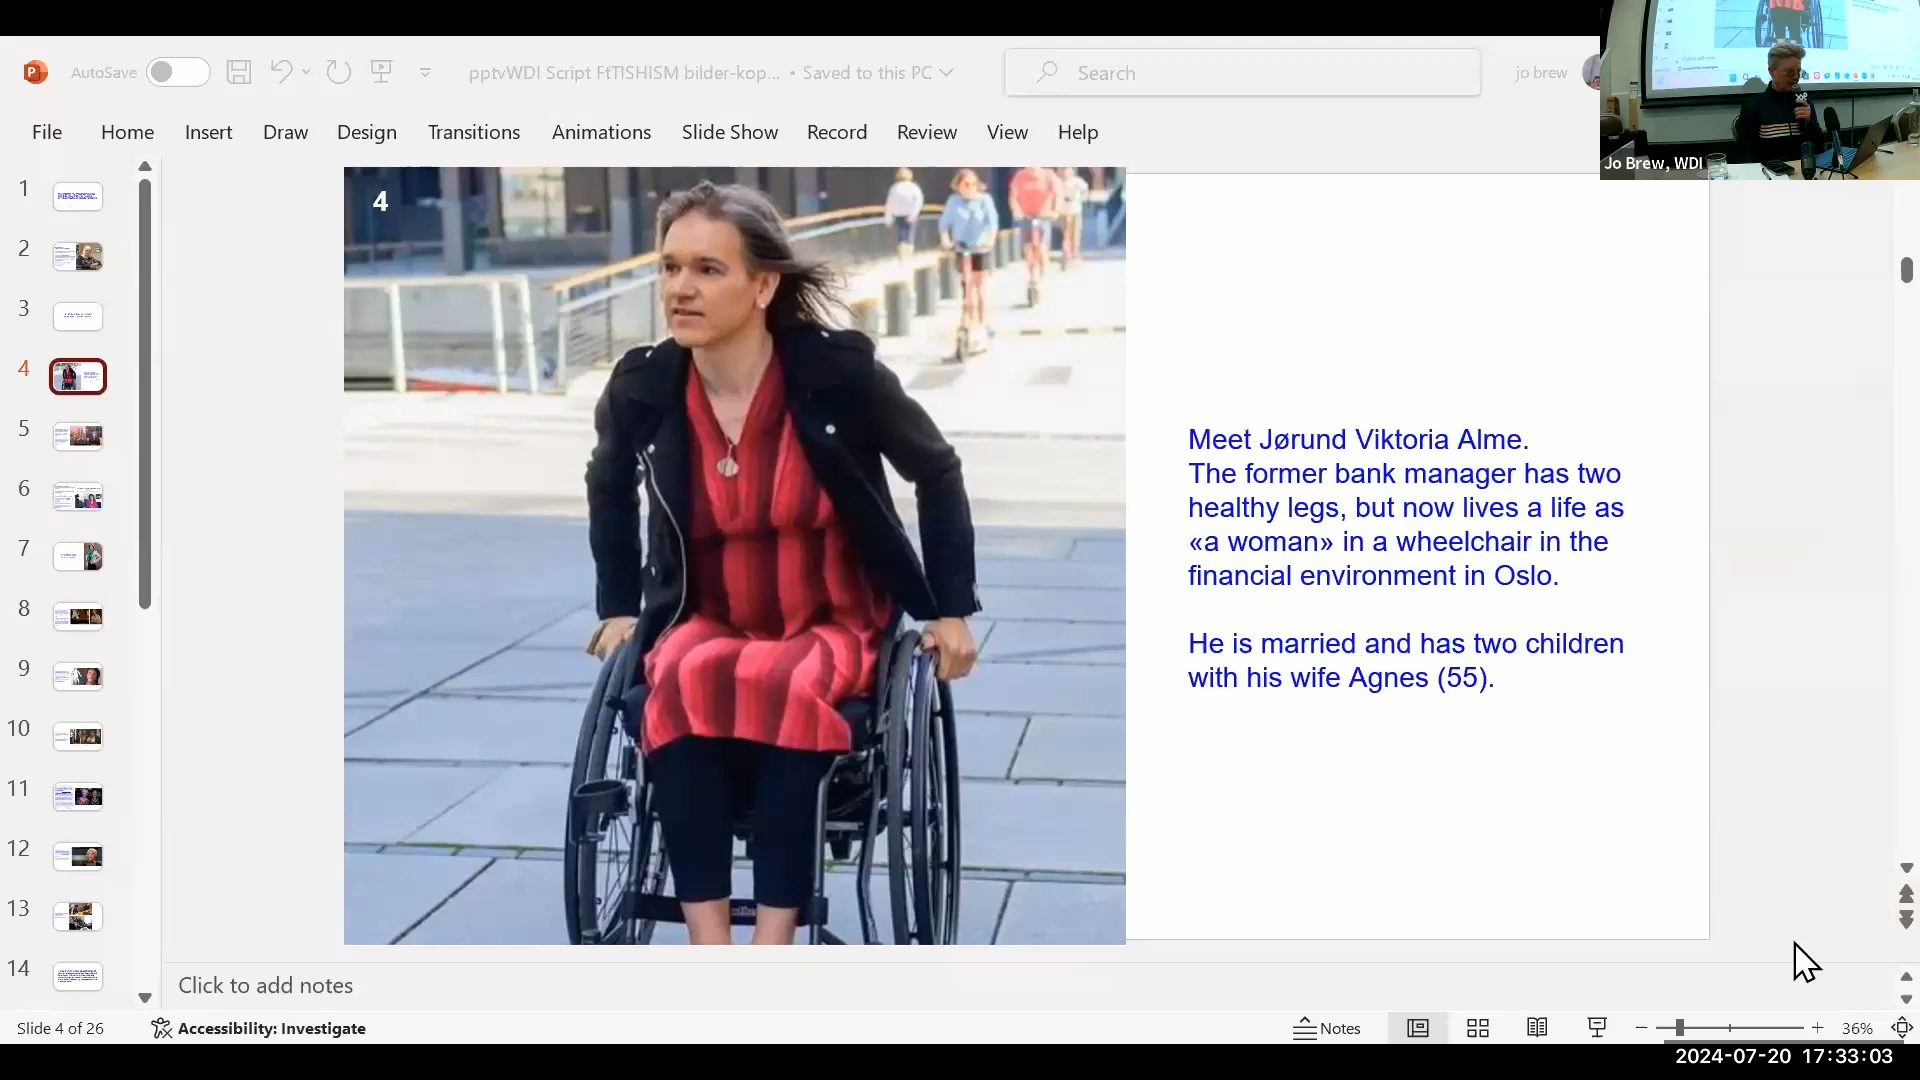 AutoSave
pptvWDI Script FtTISHISM bilder-kop... • Saved to this PC
Search
jo brew
File Home Insert Draw Design Transitions Animations Slide Show Record Review View Help
Jo Brew, WDI
1
2
3
4
5
6
7
8
9
10
11
12
13
14
4
Meet Jørund Viktoria Alme.
The former bank manager has two
healthy legs, but now lives a life as
«a woman» in a wheelchair in the
financial environment in Oslo.
He is married and has two children
with his wife Agnes (55).
Click to add notes
Slide 4 of 26
Accessibility: Investigate
Notes
36%
2024-07-20 17:33:03